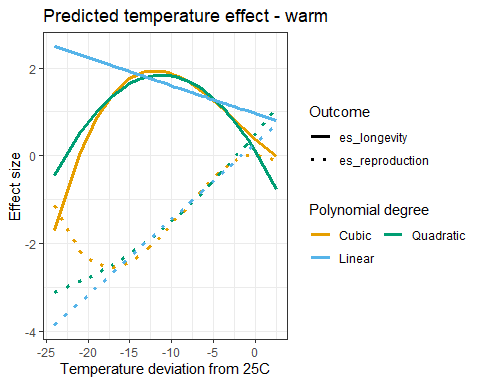 Predicted temperature effect - warm
Effect size
2
0
-2
-4
-25
-20
-15
-10
-5
0
Temperature deviation from 25C
Outcome
es_longevity
es_reproduction
Polynomial degree
Cubic
Quadratic
Linear